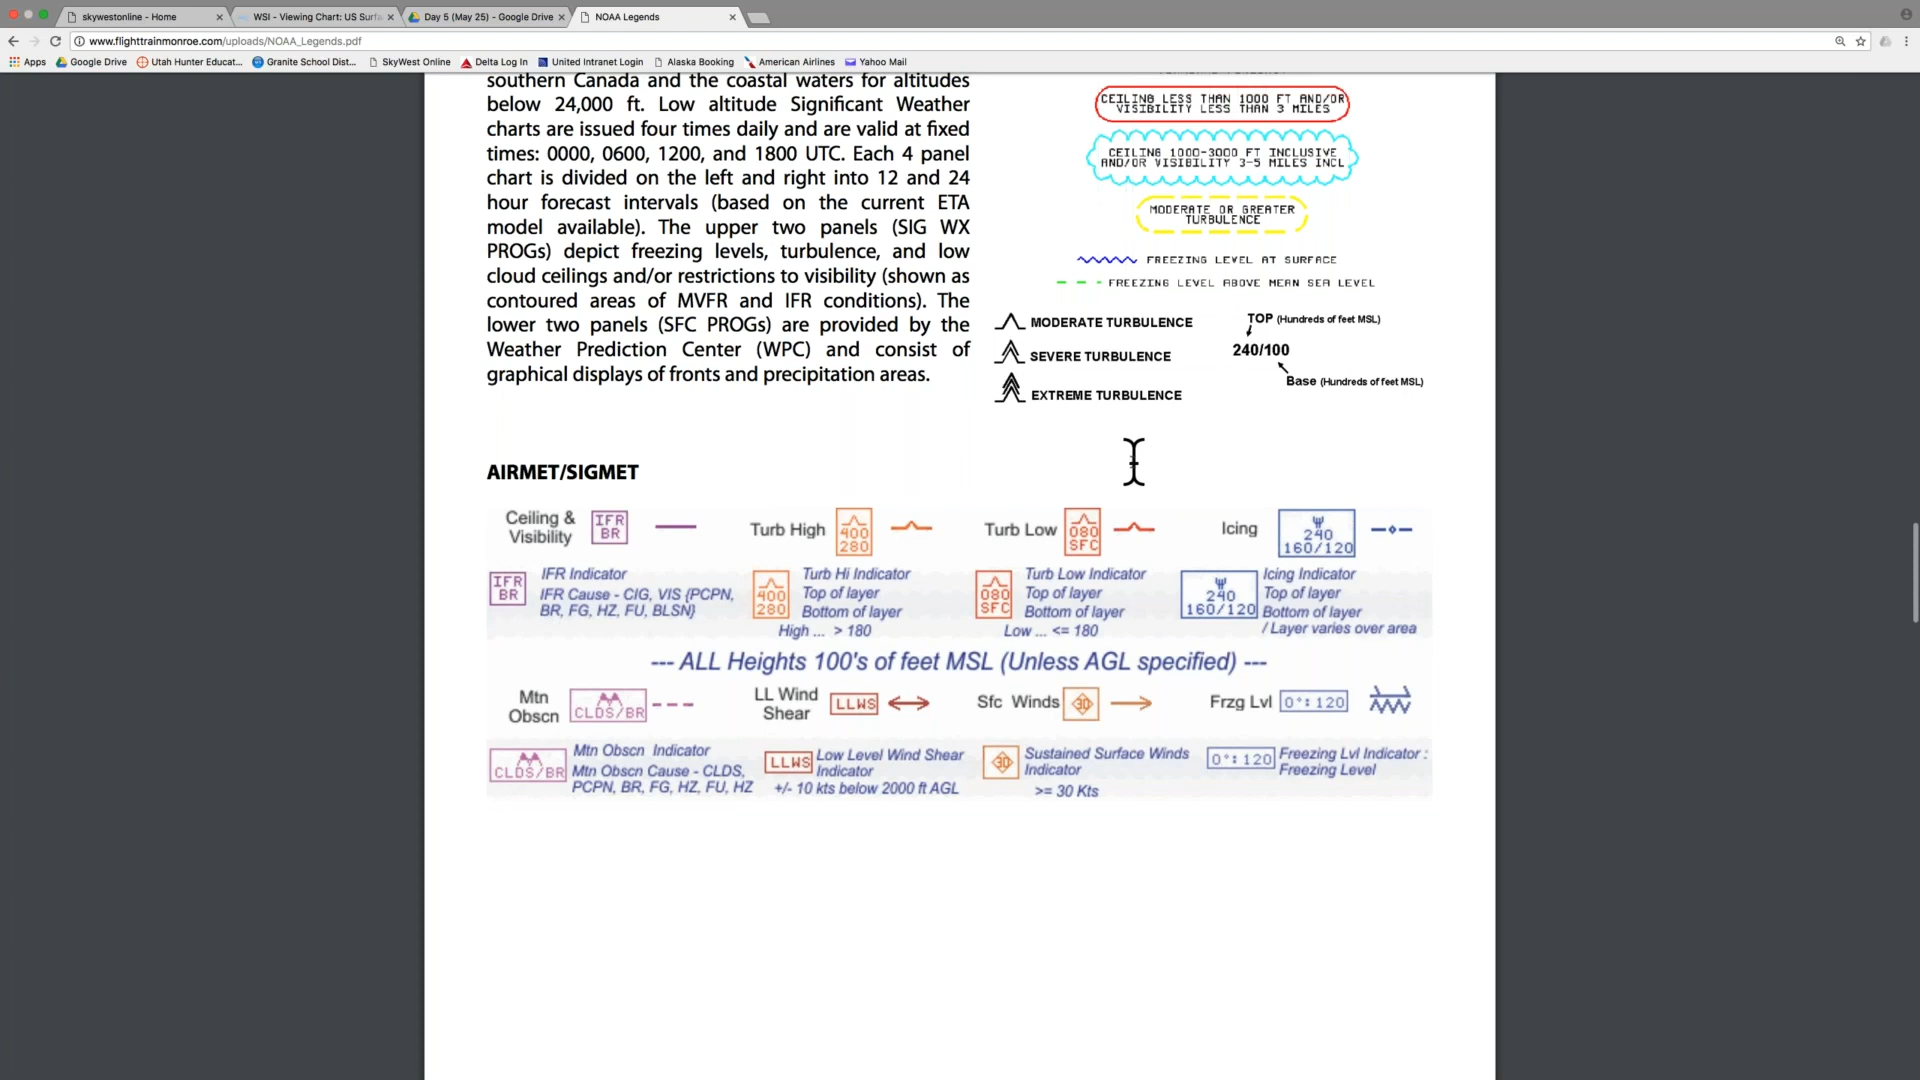 skywestonline - Home
WSI - Viewing Chart: US Surfa
Day 5 (May 25) - Google Drive
NOAA Legends
www.flighttrainmonroe.com/uploads/NOAA_Legends.pdf
Apps
Google Drive
Utah Hunter Educat...
Granite School Dist...
SkyWest Online
Delta Log In
United Intranet Login
Alaska Booking
American Airlines
Yahoo Mail
southern Canada and the coastal waters for altitudes
below 24,000 ft. Low altitude Significant Weather
charts are issued four times daily and are valid at fixed
times: 0000, 0600, 1200, and 1800 UTC. Each 4 panel
chart is divided on the left and right into 12 and 24
hour forecast intervals (based on the current ETA
model available). The upper two panels (SIG WX
PROGs) depict freezing levels, turbulence, and low
cloud ceilings and/or restrictions to visibility (shown as
contoured areas of MVFR and IFR conditions). The
lower two panels (SFC PROGs) are provided by the
Weather Prediction Center (WPC) and consist of
graphical displays of fronts and precipitation areas.
CEILING LESS THAN 1000 FT AND/OR
VISIBILITY LESS THAN 3 MILES
CEILING 1000-3000 FT INCLUSIVE
AND/OR VISIBILITY 3-5 MILES INCL
MODERATE OR GREATER
TURBULENCE
FREEZING LEVEL AT SURFACE
FREEZING LEVEL ABOVE MEAN SEA LEVEL
MODERATE TURBULENCE
SEVERE TURBULENCE
EXTREME TURBULENCE
TOP (Hundreds of feet MSL)
240/100
Base (Hundreds of feet MSL)
AIRMET/SIGMET
Ceiling &
Visibility
IFR
BR
Turb High
400
280
Turb Low
080
SFC
Icing
240
160/120
IFR
BR
IFR Indicator
IFR Cause - CIG, VIS {PCPN,
BR, FG, HZ, FU, BLSN}
400
280
Turb Hi Indicator
Top of layer
Bottom of layer
High ... > 180
080
SFC
Turb Low Indicator
Top of layer
Bottom of layer
Low ... <= 180
240
160/120
Icing Indicator
Top of layer
Bottom of layer
/ Layer varies over area
--- ALL Heights 100's of feet MSL (Unless AGL specified) ---
Mtn
Obscn
CLDS/BR
LL Wind
Shear
LLWS
Sfc Winds
30
Frzg Lvl
0°: 120
CLDS/BR
Mtn Obscn Indicator
Mtn Obscn Cause - CLDS,
PCPN, BR, FG, HZ, FU, HZ
LLWS
Low Level Wind Shear
Indicator
+/- 10 kts below 2000 ft AGL
30
Sustained Surface Winds
Indicator
>= 30 Kts
0°: 120
Freezing Lvl Indicator :
Freezing Level